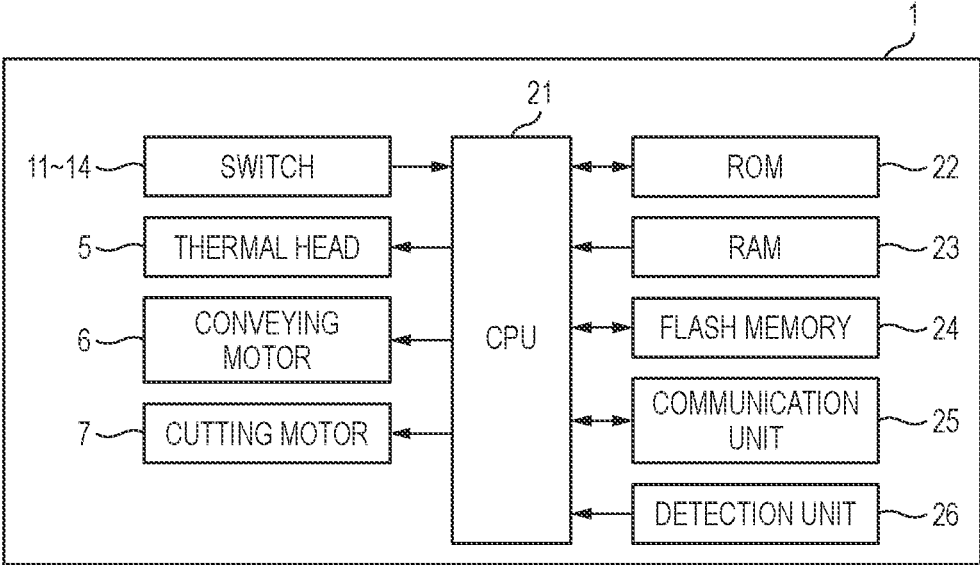 1
21
11~14 SWITCH
ROM 22
5 THERMAL HEAD
RAM 23
6 CONVEYING
MOTOR
CPU
FLASH MEMORY 24
7 CUTTING MOTOR
COMMUNICATION
UNIT 25
DETECTION UNIT 26